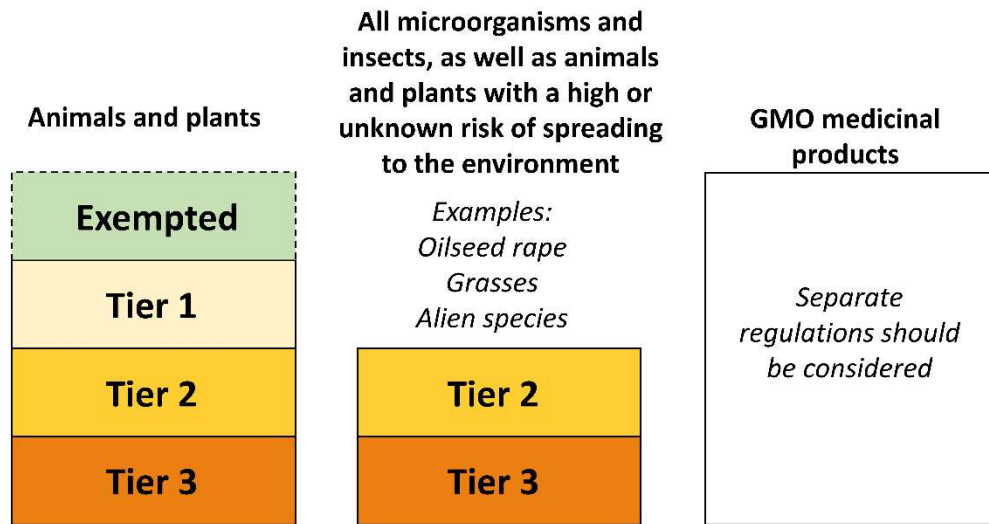 Animals and plants
Exempted
Tier 1
Tier 2
Tier 3
All microorganisms and
insects, as well as animals
and plants with a high or
unknown risk of spreading
to the environment
Examples:
Oilseed rape
Grasses
Alien species
Tier 2
Tier 3
GMO medicinal
products
Separate
regulations should
be considered